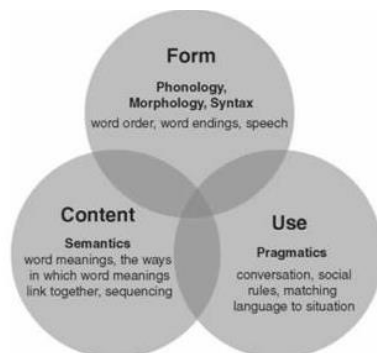 Form
Phonology,
Morphology, Syntax
word order, word endings, speech
Content
Semantics
word meanings, the ways
in which word meanings
link together, sequencing
Use
Pragmatics
conversation, social
rules, matching
language to situation